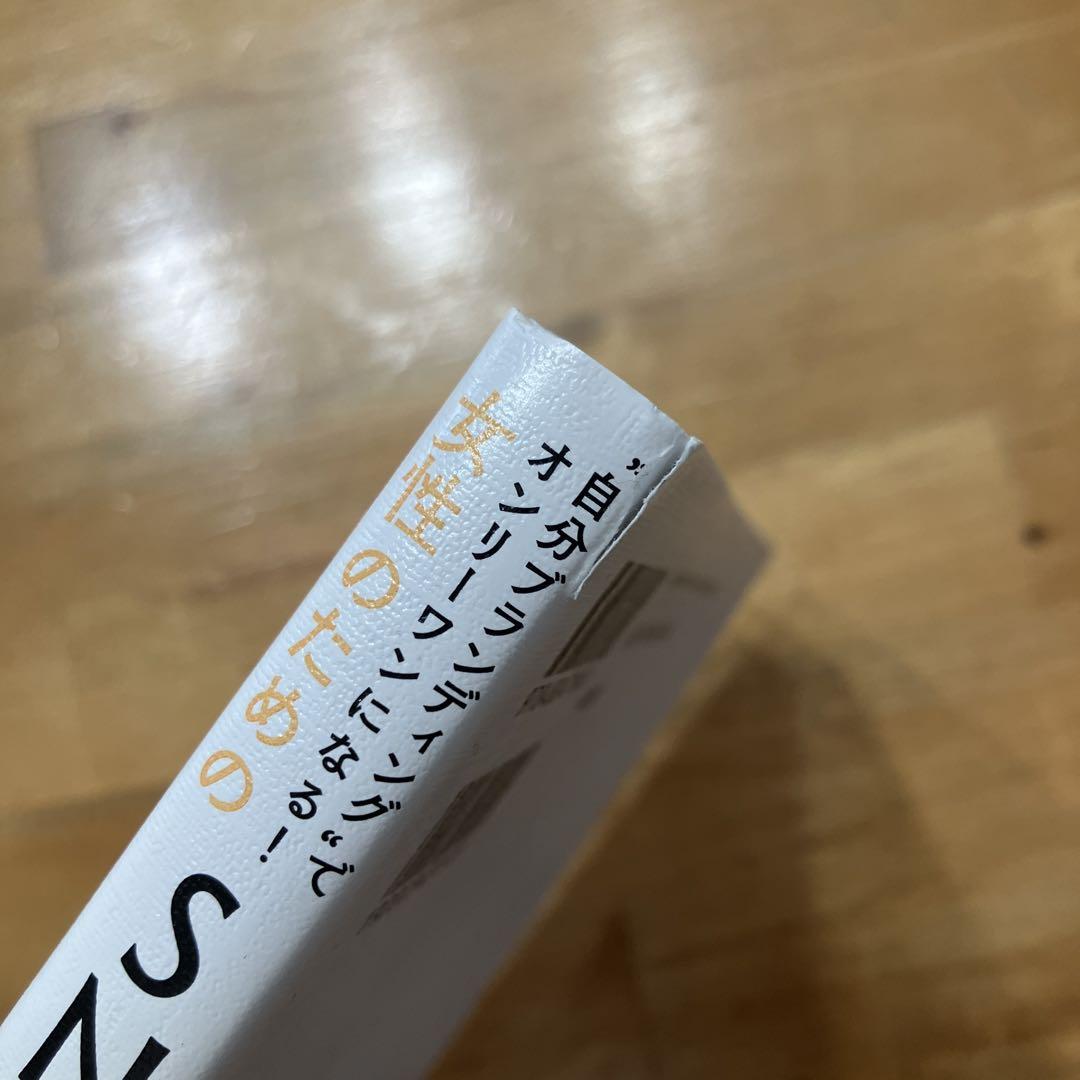 "自分ブランディング"で
オンリーワンになる！
女性のための
SN